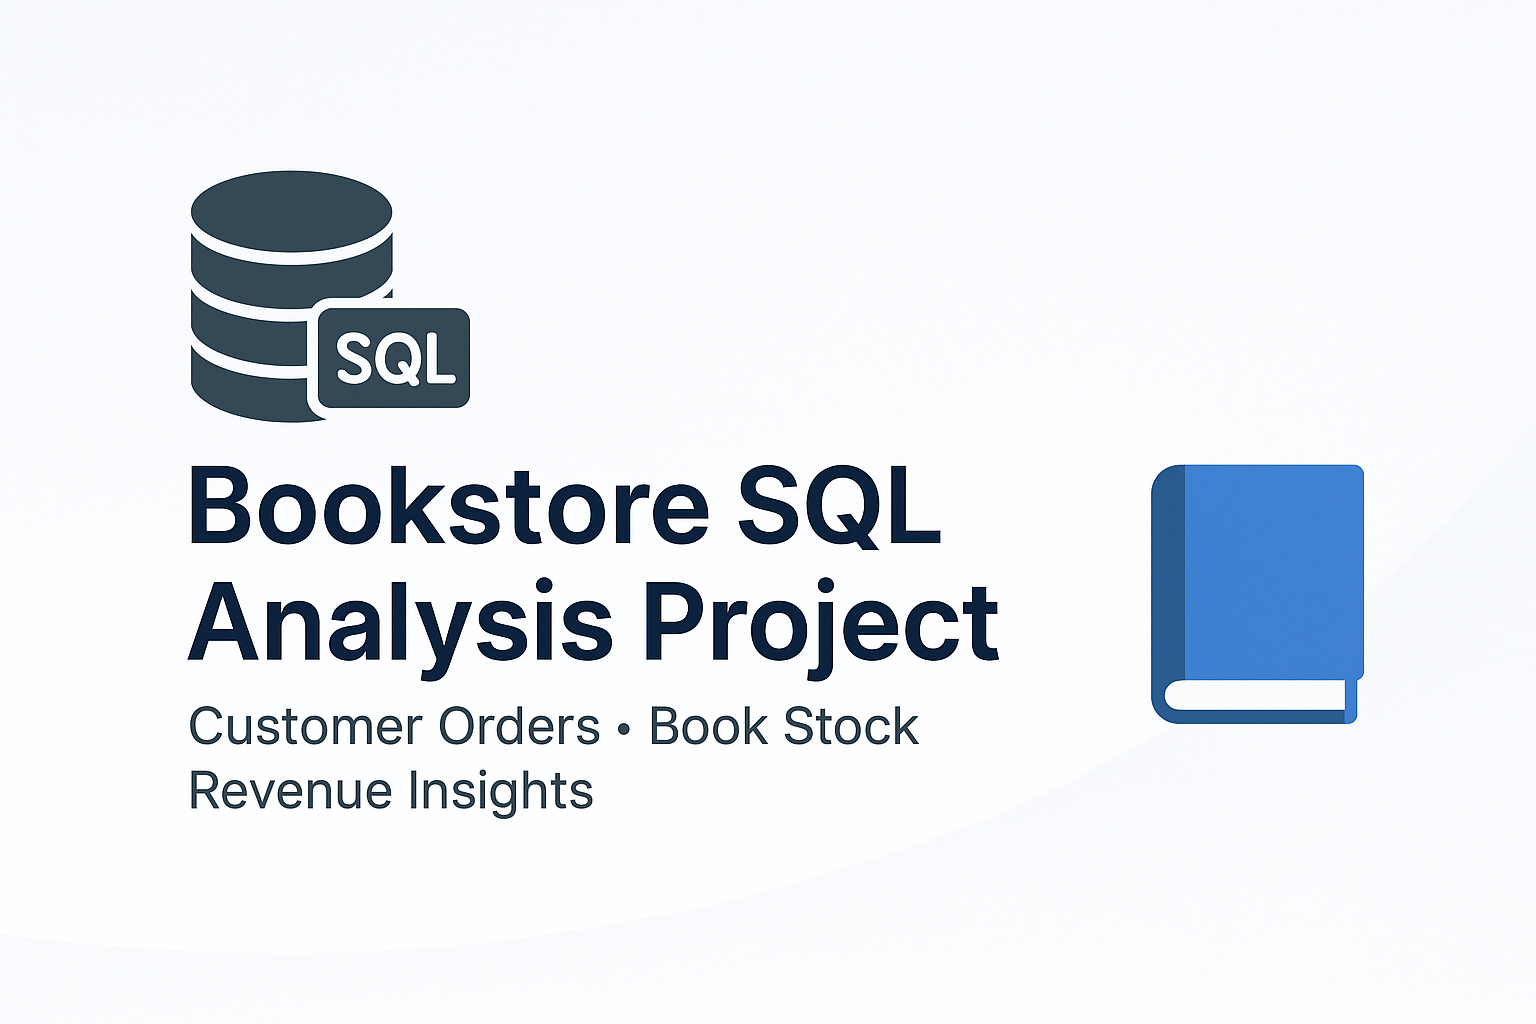 SQL
Bookstore SQL
Analysis Project
Customer Orders • Book Stock
Revenue Insights